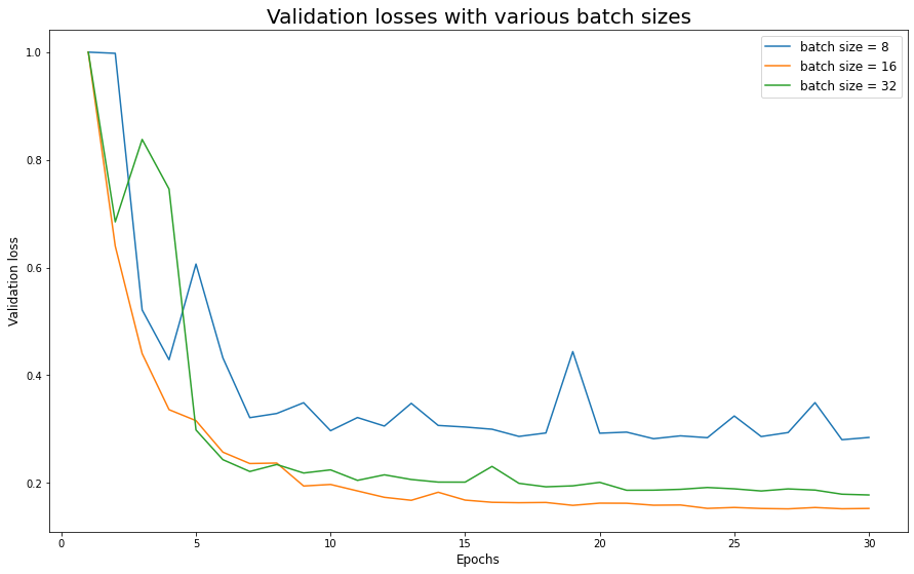 Validation losses with various batch sizes
batch size = 8
batch size = 16
batch size = 32
1.0
0.8
0.6
0.4
0.2
Validation loss
0 5 10 15 20 25 30
Epochs